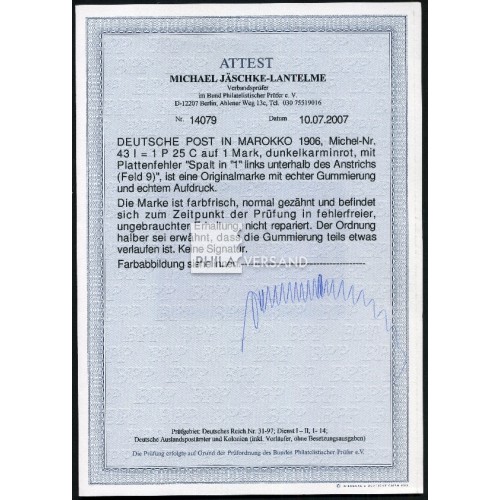 ATTEST
MICHAEL JÄSCHKE-LANTELME
Verbandsprüfer
im Bund Philatelistischer Prüfer e. V.
D-12207 Berlin, Ahlener Weg 13c, Tel. 030 75519016
Nr. 14079 Datum 10.07.2007
DEUTSCHE POST IN MAROKKO 1906, Michel-Nr.
43 I = 1 P 25 C auf 1 Mark, dunkelkarminrot, mit
Plattenfehler "Spalt in "1" links unterhalb des Anstrichs
(Feld 9)", ist eine Originalmarke mit echter Gummierung
und echtem Aufdruck.
Die Marke ist farbfrisch, normal gezähnt und befindet
sich zum Zeitpunkt der Prüfung in fehlerfreier,
ungebrauchter Erhaltung, nicht repariert. Der Ordnung
halber sei erwähnt, dass die Gummierung teils etwas
verlaufen ist. Keine Signatur.
Farbabbildung siehe innen.
PHILA VERSAND
Prüfgebiet: Deutsches Reich Nr. 31-97; Dienst I – II, 1- 14;
Deutsche Auslandspostämter und Kolonien (inkl. Vorläufer, ohne Besetzungsausgaben)
Die Prüfung erfolgte auf Grund der Prüfordnung des Bundes Philatelistischer Prüfer e.V.